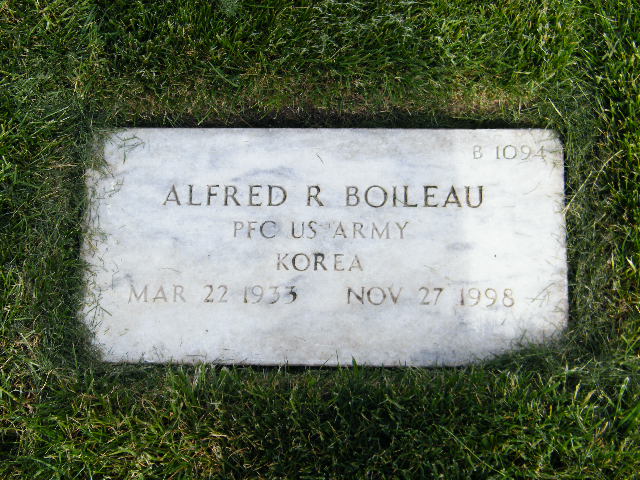 B 1094
ALFRED R BOILEAU
PFC US ARMY
KOREA
MAR 22 1933 NOV 27 1998